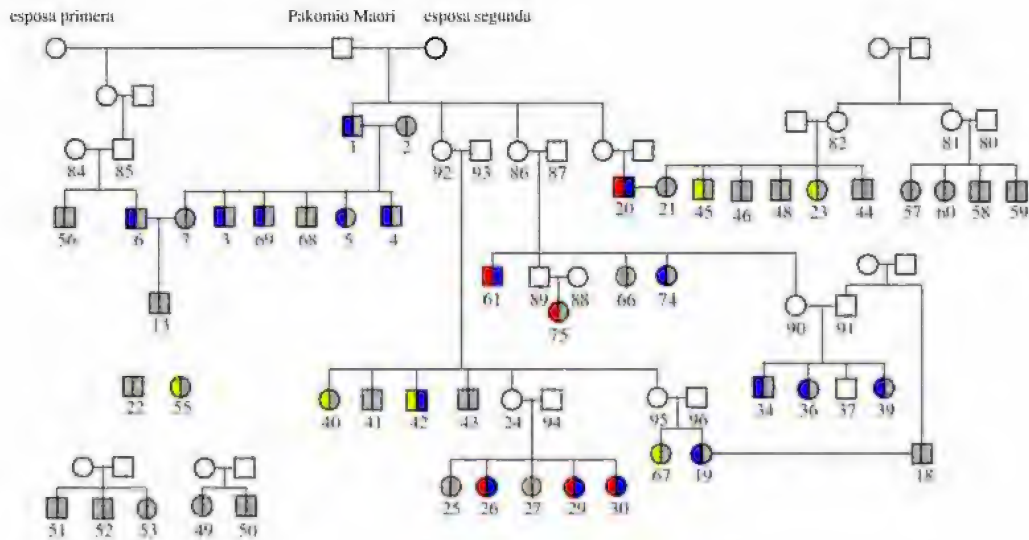 esposa primera Pakomio Maori esposa segunda
1 2 92 93 86 87 82 81 80
84 85 20 21 45 46 48 23 44 57 60 58 59
56 6 7 3 69 68 5 4
61 89 88 66 74
13 75 90 91
22 55 40 41 42 43 24 94 95 96 34 36 37 39
67 19 18
51 52 53 49 50 25 26 27 29 30